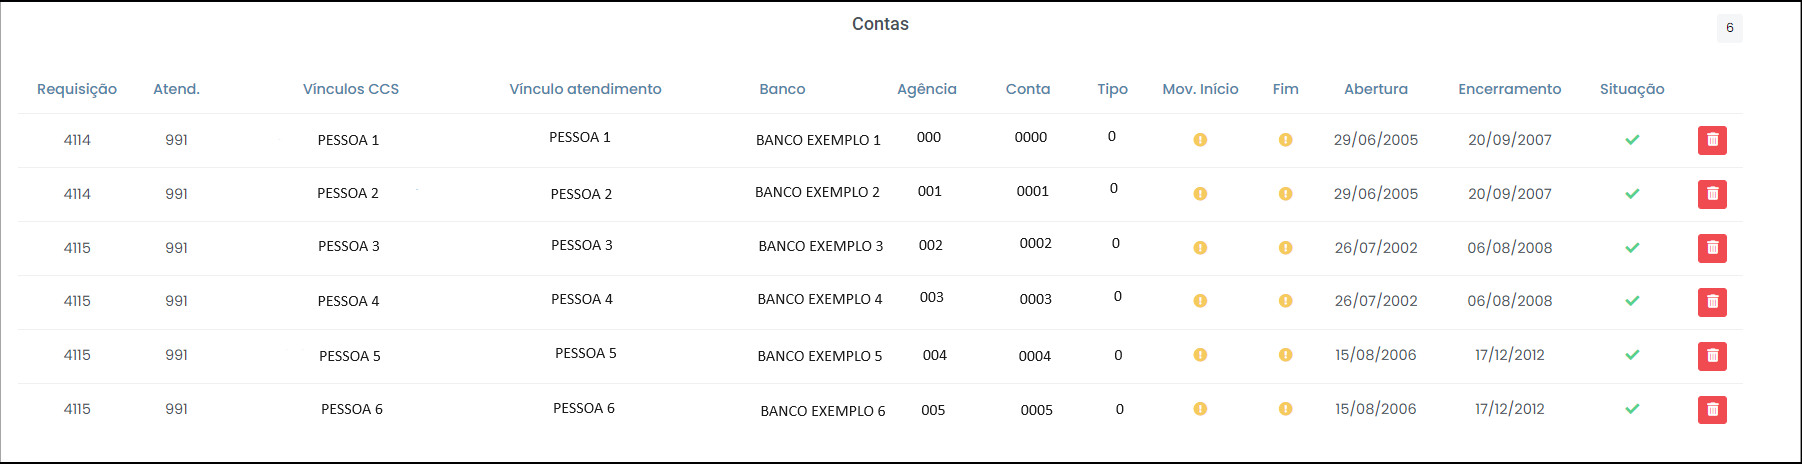 Contas
6
Requisição Atend. Vínculos CCS Vínculo atendimento Banco Agência Conta Tipo Mov. Início Fim Abertura Encerramento Situação
4114 991 PESSOA 1 PESSOA 1 BANCO EXEMPLO 1 000 0000 0 29/06/2005 20/09/2007
4114 991 PESSOA 2 PESSOA 2 BANCO EXEMPLO 2 001 0001 0 29/06/2005 20/09/2007
4115 991 PESSOA 3 PESSOA 3 BANCO EXEMPLO 3 002 0002 0 26/07/2002 06/08/2008
4115 991 PESSOA 4 PESSOA 4 BANCO EXEMPLO 4 003 0003 0 26/07/2002 06/08/2008
4115 991 PESSOA 5 PESSOA 5 BANCO EXEMPLO 5 004 0004 0 15/08/2006 17/12/2012
4115 991 PESSOA 6 PESSOA 6 BANCO EXEMPLO 6 005 0005 0 15/08/2006 17/12/2012